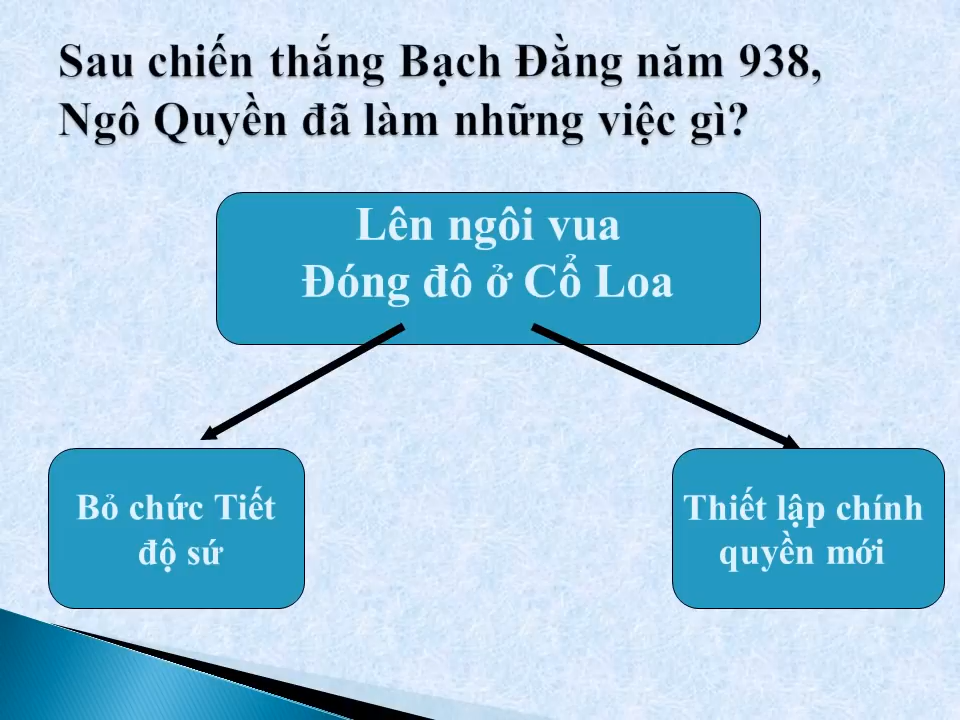 Sau chiến thắng Bạch Đằng năm 938,
Ngô Quyền đã làm những việc gì?
Lên ngôi vua
Đóng đô ở Cổ Loa
Bỏ chức Tiết
độ sứ
Thiết lập chính
quyền mới